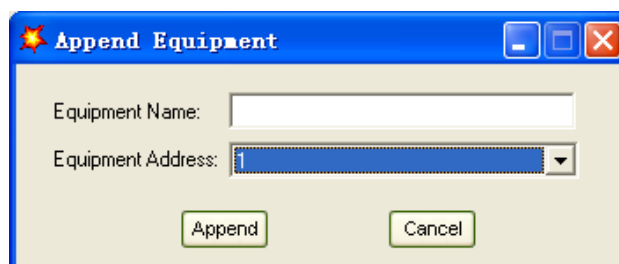 Append Equipment
Equipment Name:
Equipment Address: 1
Append Cancel